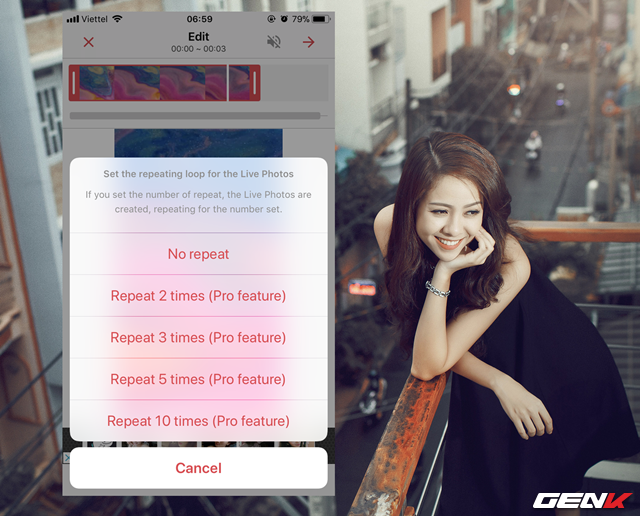 Viettel 06:59 79%
Edit
00:00 ~ 00:03
Set the repeating loop for the Live Photos
If you set the number of repeat, the Live Photos are
created, repeating for the number set.
No repeat
Repeat 2 times (Pro feature)
Repeat 3 times (Pro feature)
Repeat 5 times (Pro feature)
Repeat 10 times (Pro feature)
Cancel
GENK